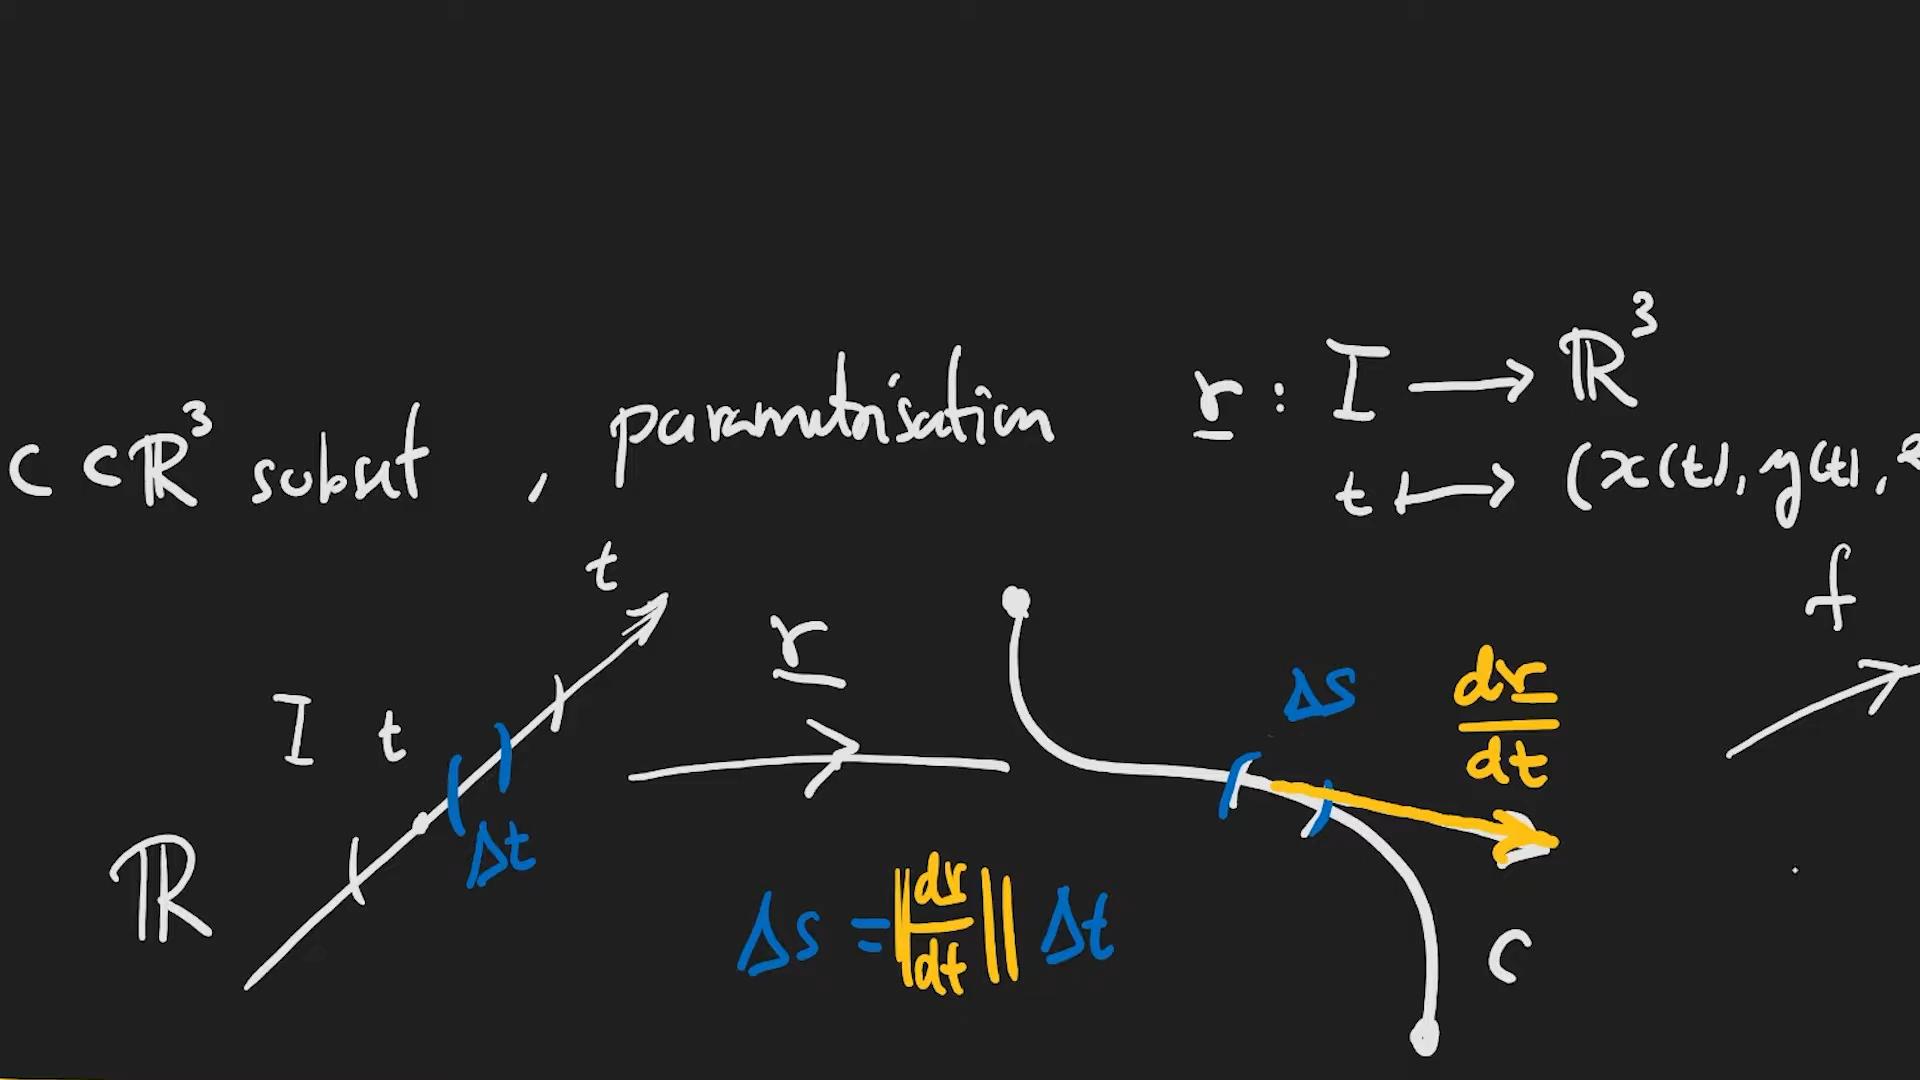 C ⊂ ℝ³ subset , parametrisation r : I → ℝ³
t ↦ (x(t), y(t),
t
f
r
I t
Δs
dr/dt
Δt
ℝ
Δs = ||dr/dt|| Δt
C